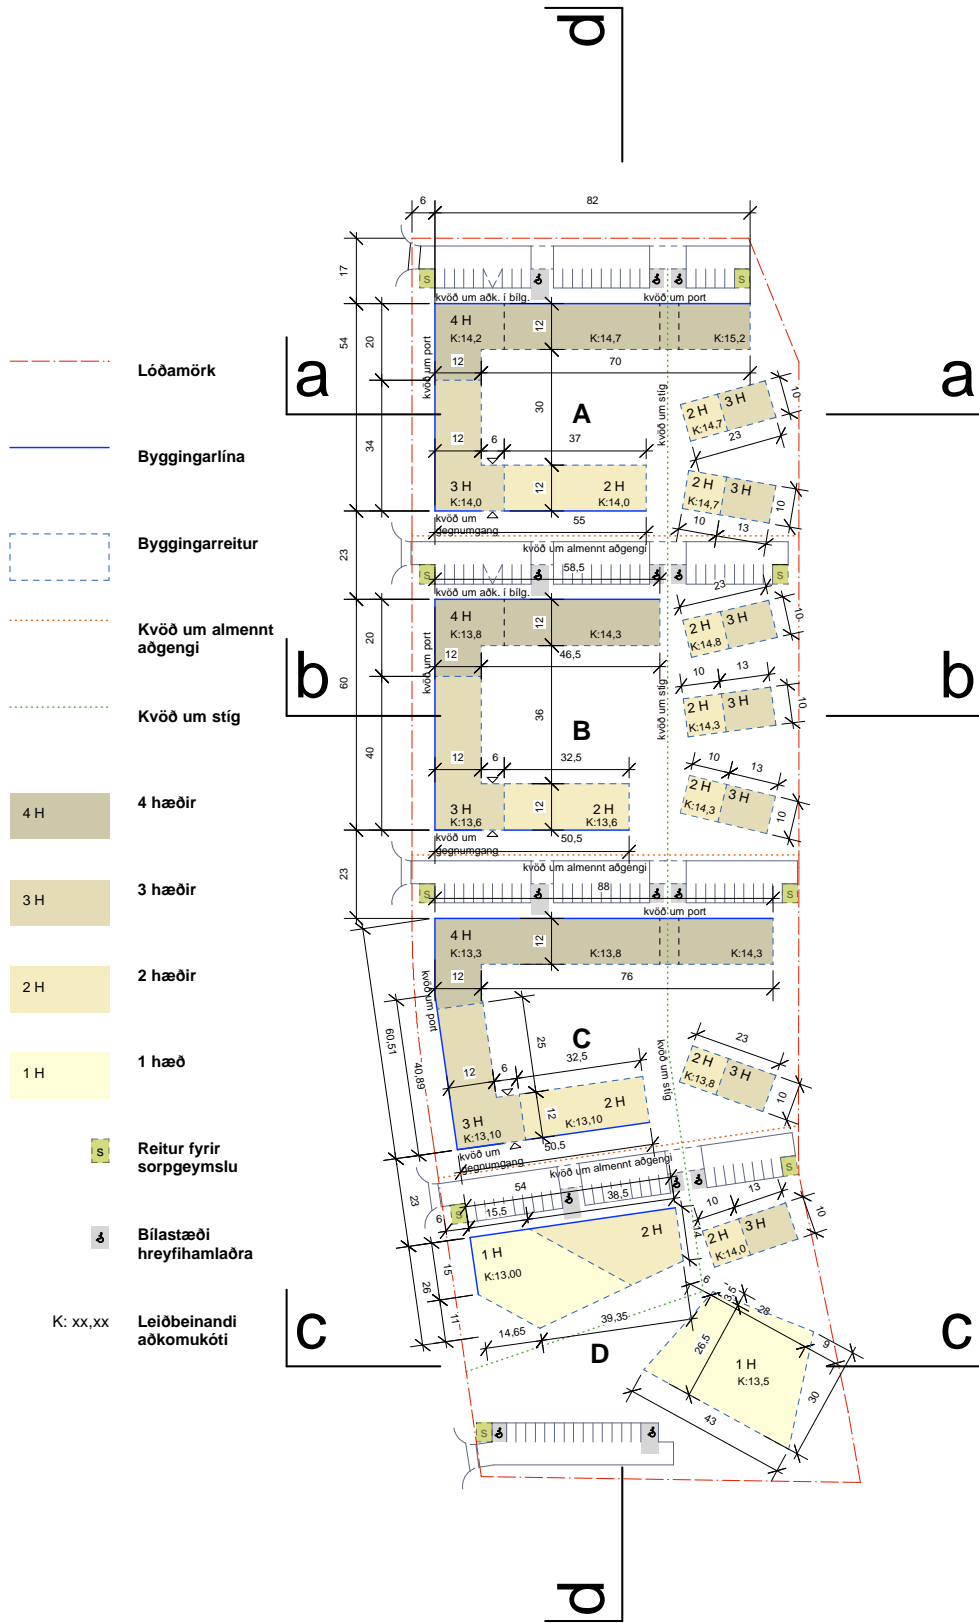 d
6
82
17
S
S
kvöð um aðk. í bílg.
kvöð um port
54
20
34
kvöð um port
4 H
K:14,2
12
K:14,7
K:15,2
12
70
a
a
Lóðamörk
30
A
kvöð um stíg
2 H
3 H
K:14,7
10
23
12
6
37
3 H
K:14,0
12
2 H
K:14,0
2 H
3 H
K:14,7
10
10
13
Byggingarlína
kvöð um
gegnumgang
55
23
kvöð um almennt aðgengi
S
S
58,5
Byggingarreitur
kvöð um aðk. í bílg.
60
20
40
kvöð um port
4 H
K:13,8
12
K:14,3
12
46,5
23
2 H
3 H
K:14,8
10
Kvöð um almennt
aðgengi
b
b
kvöð um stíg
10
13
2 H
3 H
K:14,3
10
36
B
Kvöð um stíg
12
6
32,5
10
13
2 H
3 H
K:14,3
10
3 H
K:13,6
12
2 H
K:13,6
4 H
4 hæðir
kvöð um
gegnumgang
50,5
23
kvöð um almennt aðgengi
88
S
S
3 H
3 hæðir
kvöð um port
4 H
K:13,3
12
K:13,8
K:14,3
12
76
kvöð um port
2 H
2 hæðir
60,51
40,89
25
C
32,5
kvöð um stíg
23
2 H
3 H
K:13,8
10
1 H
1 hæð
12
6
3 H
K:13,10
12
2 H
K:13,10
kvöð um
gegnumgang
50,5
S
Reitur fyrir
sorpgeymslu
kvöð um almennt aðgengi
S
23
6
S
54
15,5
38,5
10
13
2 H
3 H
K:14,0
10
Bílastæði
hreyfihamlaðra
26
15
11
1 H
K:13,00
2 H
14
K: xx,xx
Leiðbeinandi
aðkomukóti
c
c
14,65
39,35
D
6
3,5
28
9
26,5
1 H
K:13,5
30
43
S
d